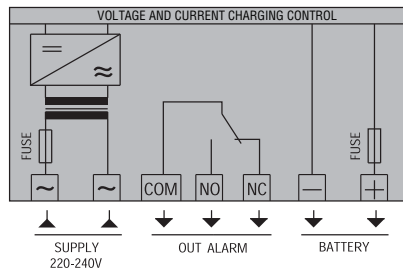 VOLTAGE AND CURRENT CHARGING CONTROL
FUSE
FUSE
~ ~ COM NO NC — +
SUPPLY
220-240V
OUT ALARM
BATTERY